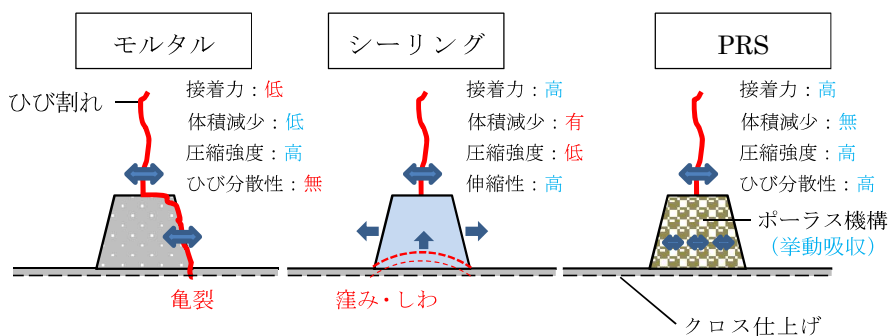 モルタル
シーリング
PRS
ひび割れ
接着力：低
体積減少：低
圧縮強度：高
ひび分散性：無
亀裂
接着力：高
体積減少：有
圧縮強度：低
伸縮性：高
窪み・しわ
接着力：高
体積減少：無
圧縮強度：高
ひび分散性：高
ポーラス機構
（挙動吸収）
クロス仕上げ